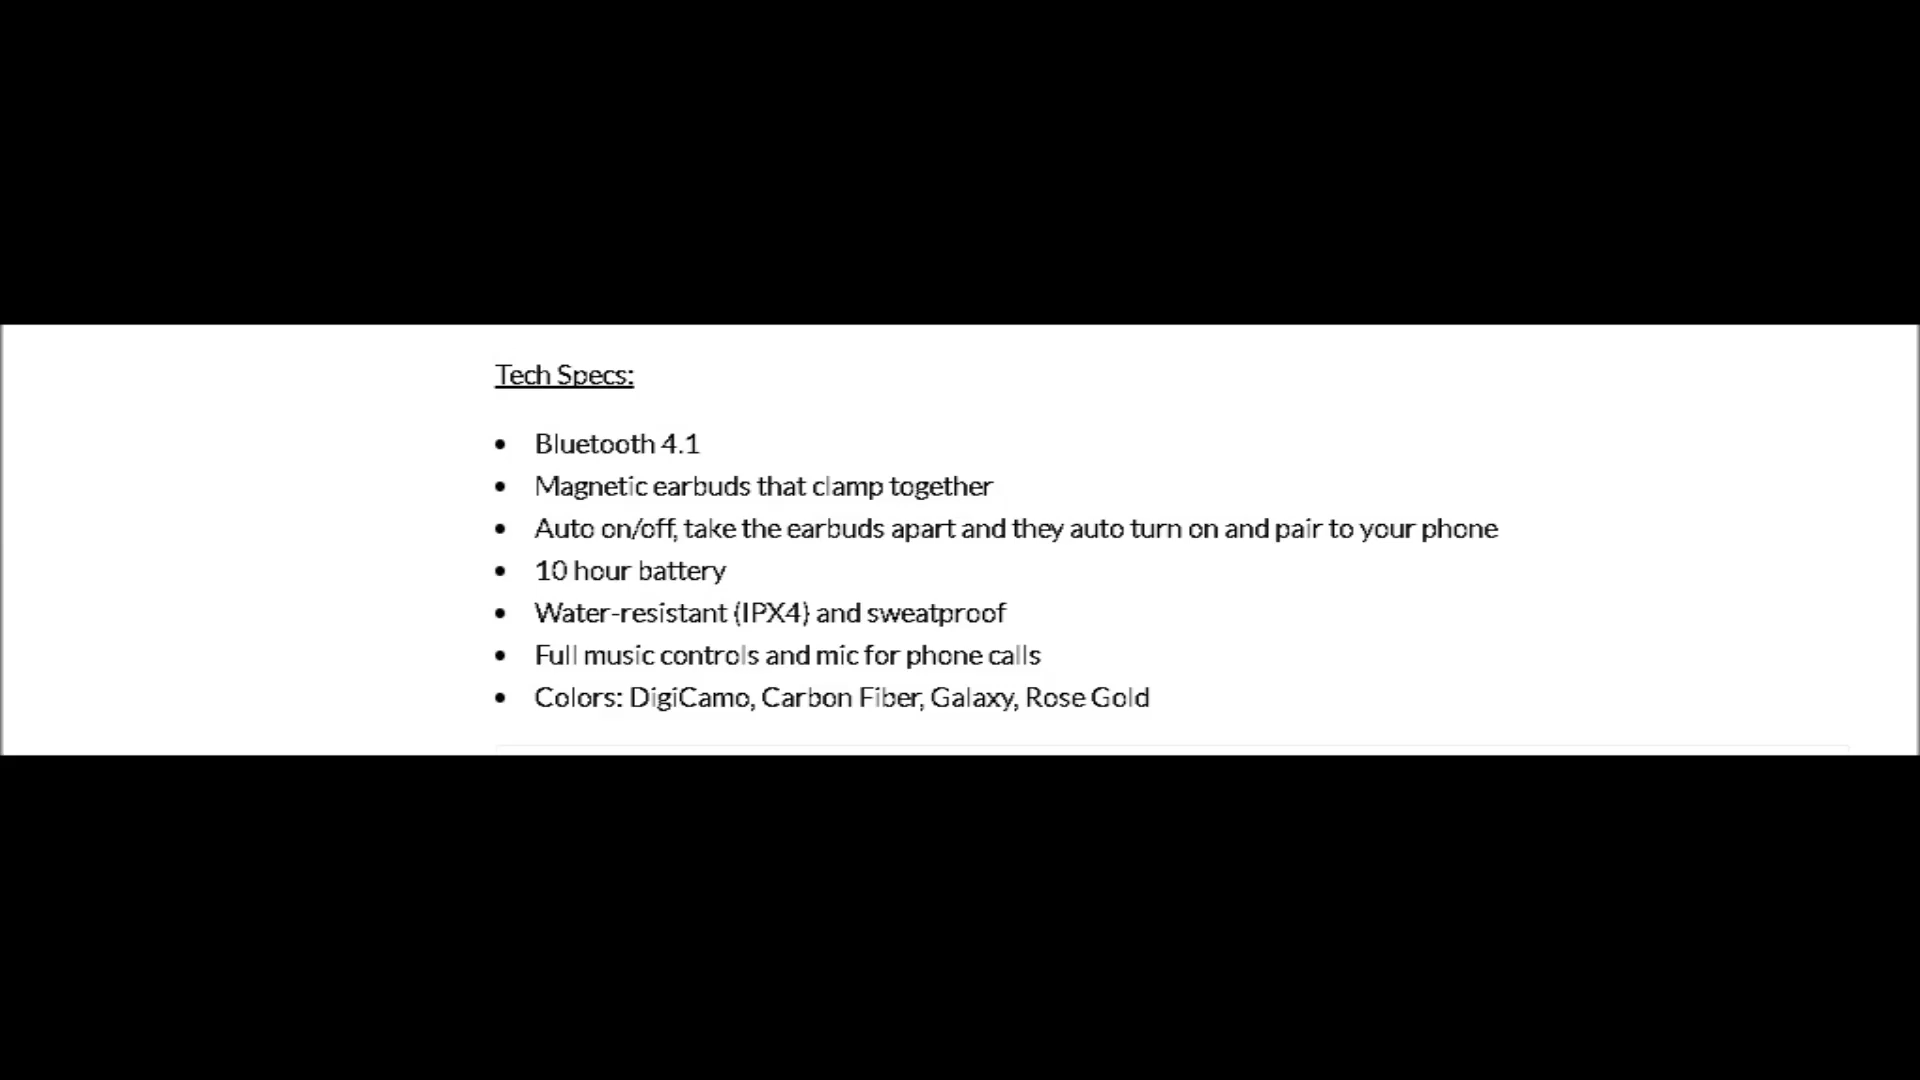 Tech Specs:
• Bluetooth 4.1
• Magnetic earbuds that clamp together
• Auto on/off, take the earbuds apart and they auto turn on and pair to your phone
• 10 hour battery
• Water-resistant (IPX4) and sweatproof
• Full music controls and mic for phone calls
• Colors: DigiCamo, Carbon Fiber, Galaxy, Rose Gold